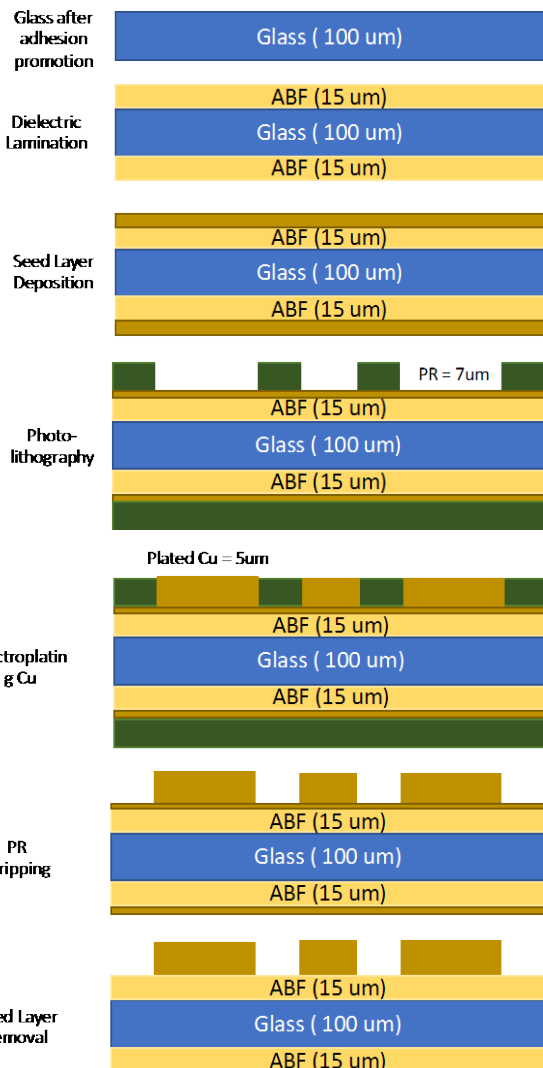 Glass after
adhesion
promotion
Glass ( 100 um)
Dielectric
Lamination
ABF (15 um)
Glass ( 100 um)
ABF (15 um)
Seed Layer
Deposition
ABF (15 um)
Glass ( 100 um)
ABF (15 um)
Photo-
lithography
PR = 7um
ABF (15 um)
Glass ( 100 um)
ABF (15 um)
Plated Cu = 5um
ctroplatin
g Cu
ABF (15 um)
Glass ( 100 um)
ABF (15 um)
PR
ripping
ABF (15 um)
Glass ( 100 um)
ABF (15 um)
ed Layer
emoval
ABF (15 um)
Glass ( 100 um)
ABF (15 um)